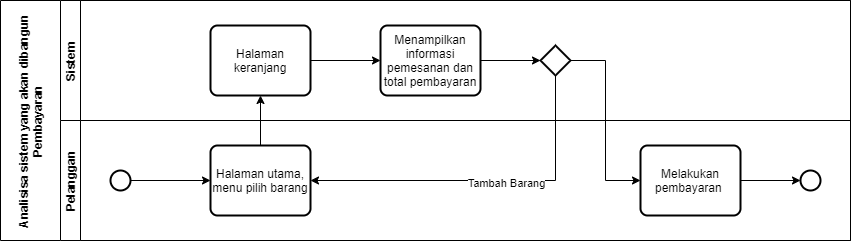 Analisisa sistem yang akan dibangun
Pembayaran
Sistem
Halaman
keranjang
Menampilkan
informasi
pemesanan dan
total pembayaran
Pelanggan
Halaman utama,
menu pilih barang
Tambah Barang
Melakukan
pembayaran